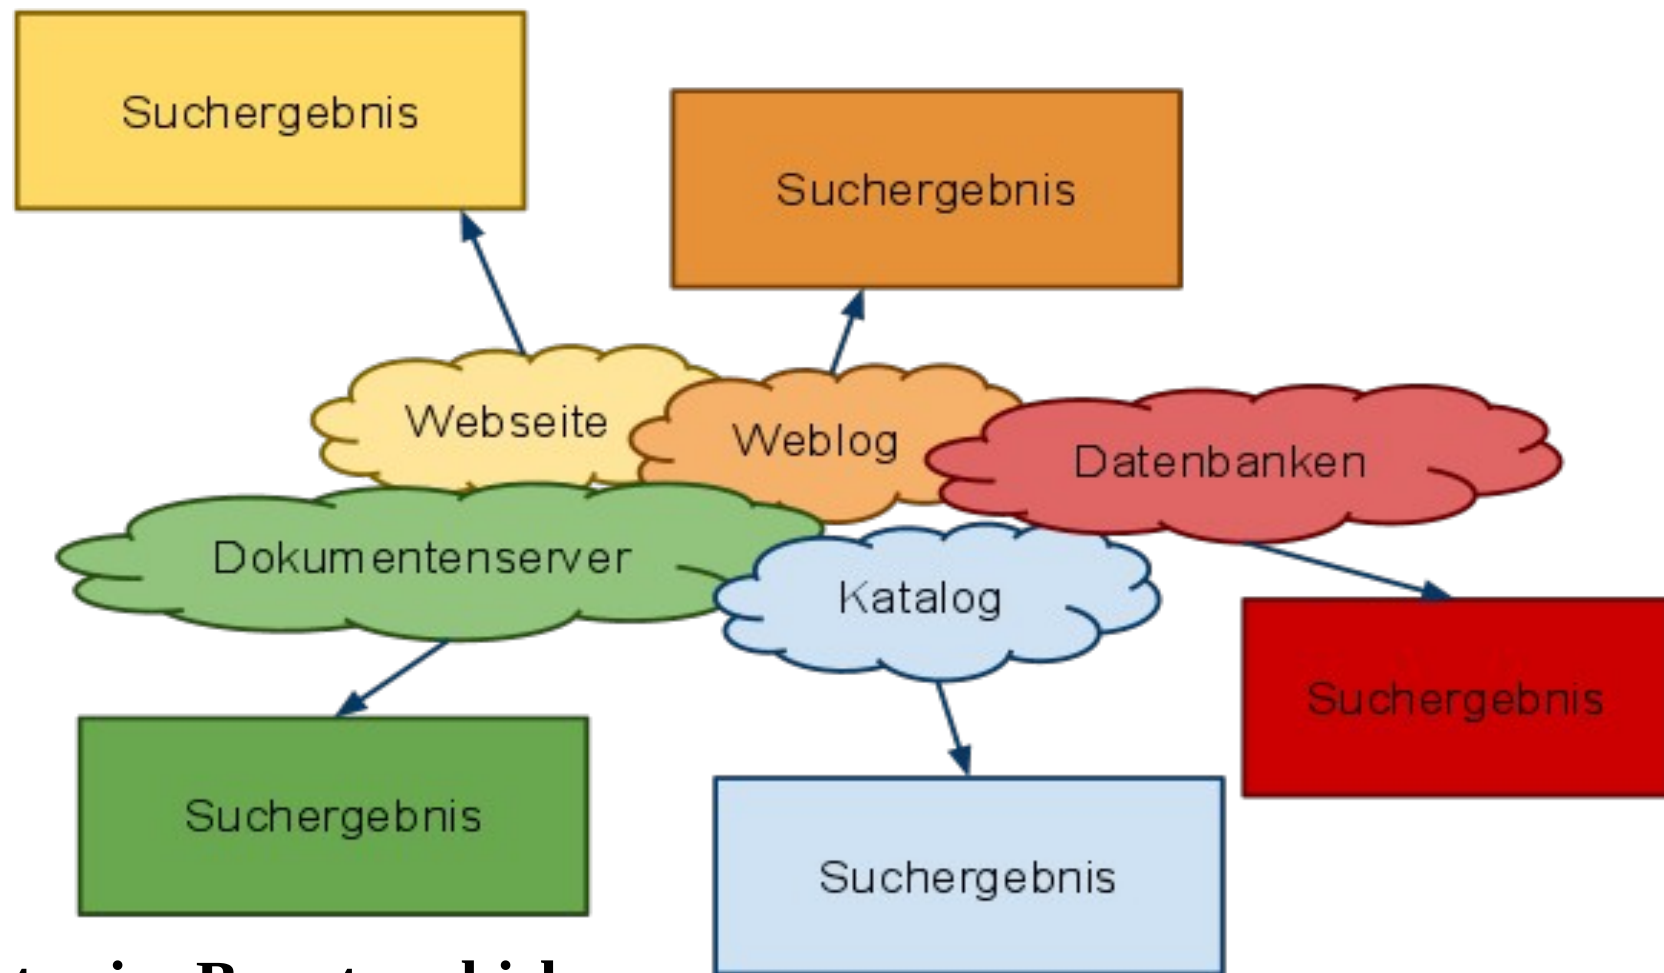 Suchergebnis
Suchergebnis
Webseite
Weblog
Datenbanken
Dokumentenserver
Katalog
Suchergebnis
Suchergebnis
Suchergebnis